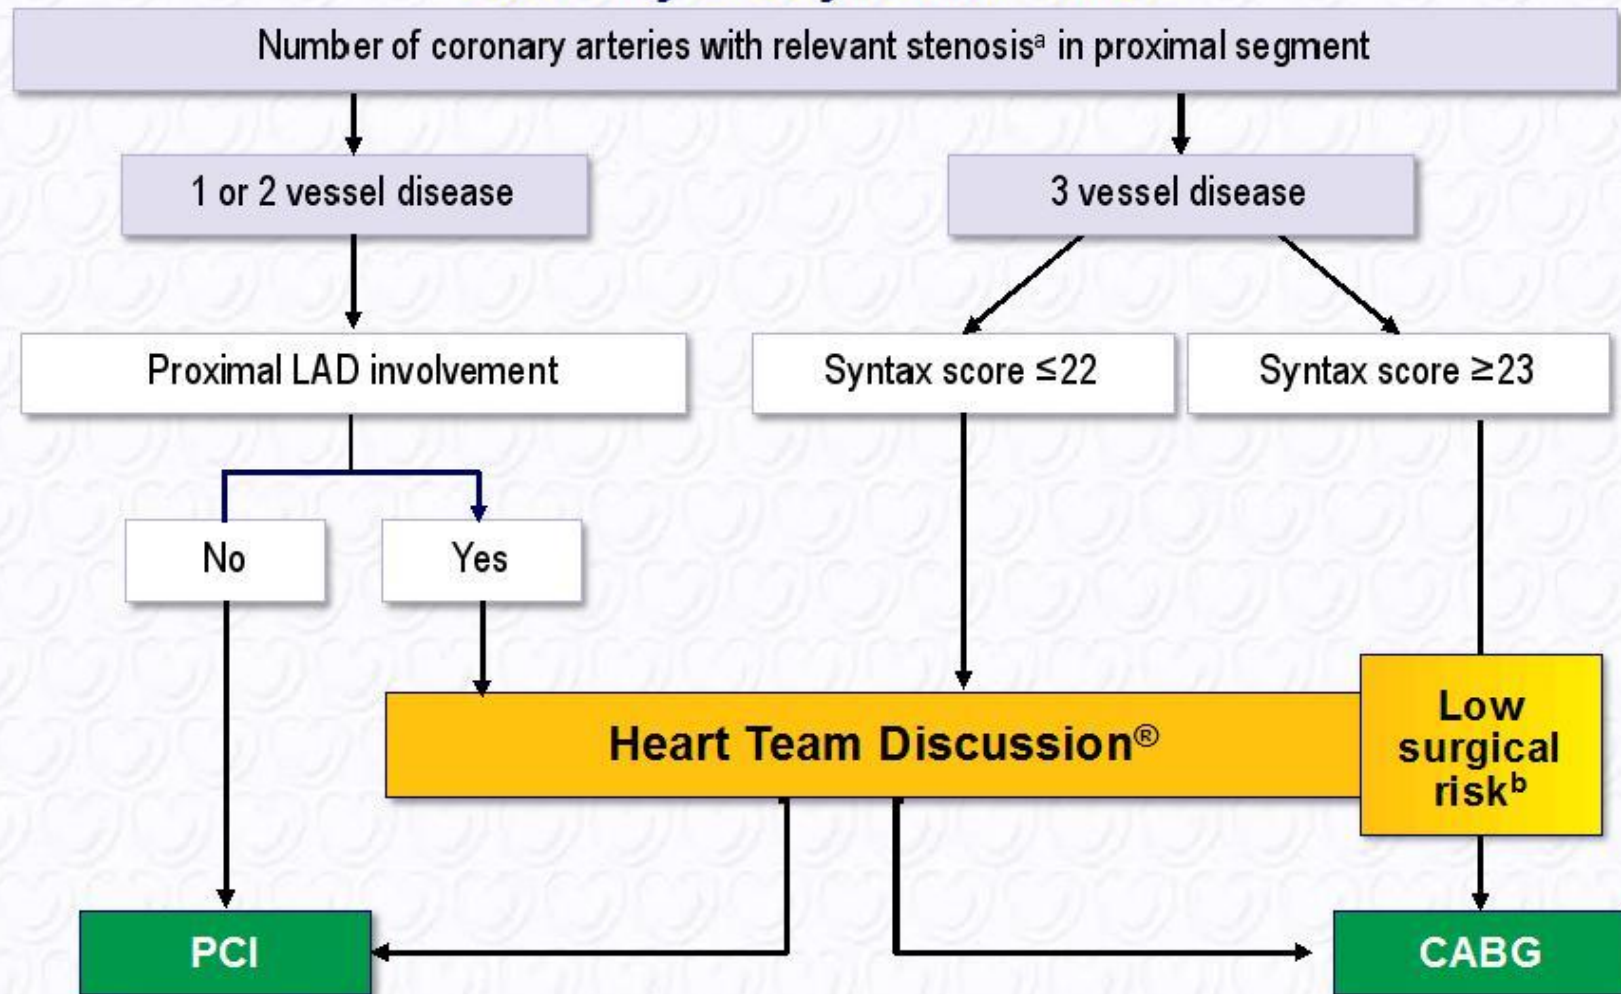 Number of coronary arteries with relevant stenosisᵃ in proximal segment
1 or 2 vessel disease
3 vessel disease
Proximal LAD involvement
Syntax score ≤22
Syntax score ≥23
No
Yes
Heart Team Discussion®
Low
surgical
riskᵇ
PCI
CABG